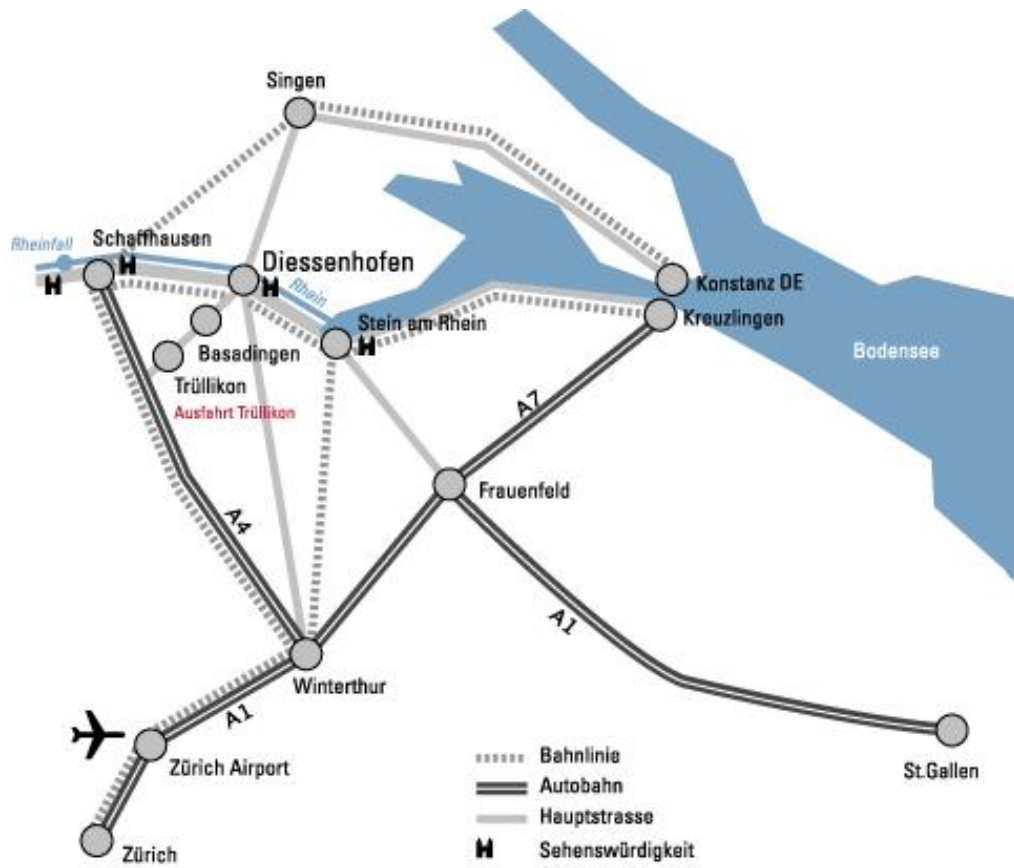 Singen
Rheinfall
Schaffhausen
Diessenhofen
Rhein
Konstanz DE
Kreuzlingen
Stein am Rhein
Basadingen
Bodensee
Trüllikon
Ausfahrt Trüllikon
A7
Frauenfeld
A4
A1
Winterthur
A1
Zürich Airport
St.Gallen
Zürich
Bahnlinie
Autobahn
Hauptstrasse
Sehenswürdigkeit